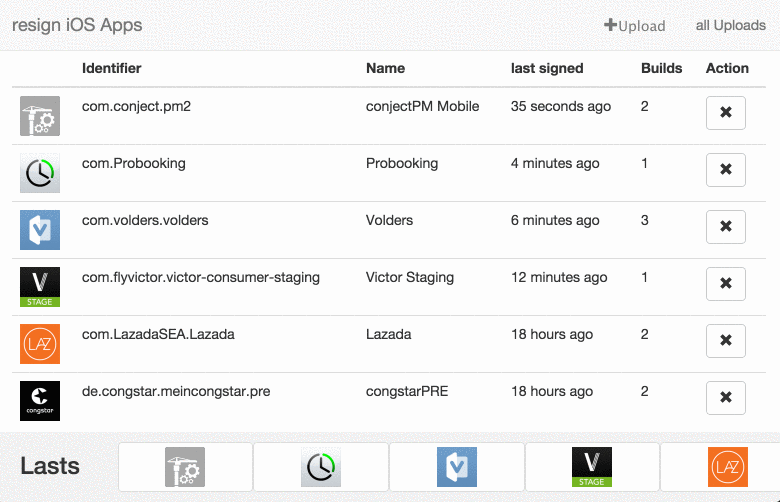 resign iOS Apps +Upload all Uploads
Identifier Name last signed Builds Action
com.conject.pm2 conjectPM Mobile 35 seconds ago 2
com.Probooking Probooking 4 minutes ago 1
com.volders.volders Volders 6 minutes ago 3
V
com.flyvictor.victor-consumer-staging Victor Staging 12 minutes ago 1
V
STAGE
com.LazadaSEA.Lazada Lazada 18 hours ago 2
LAZ
de.congstar.meincongstar.pre congstarPRE 18 hours ago 2
congstar
Lasts
V
V
STAGE
LAZ